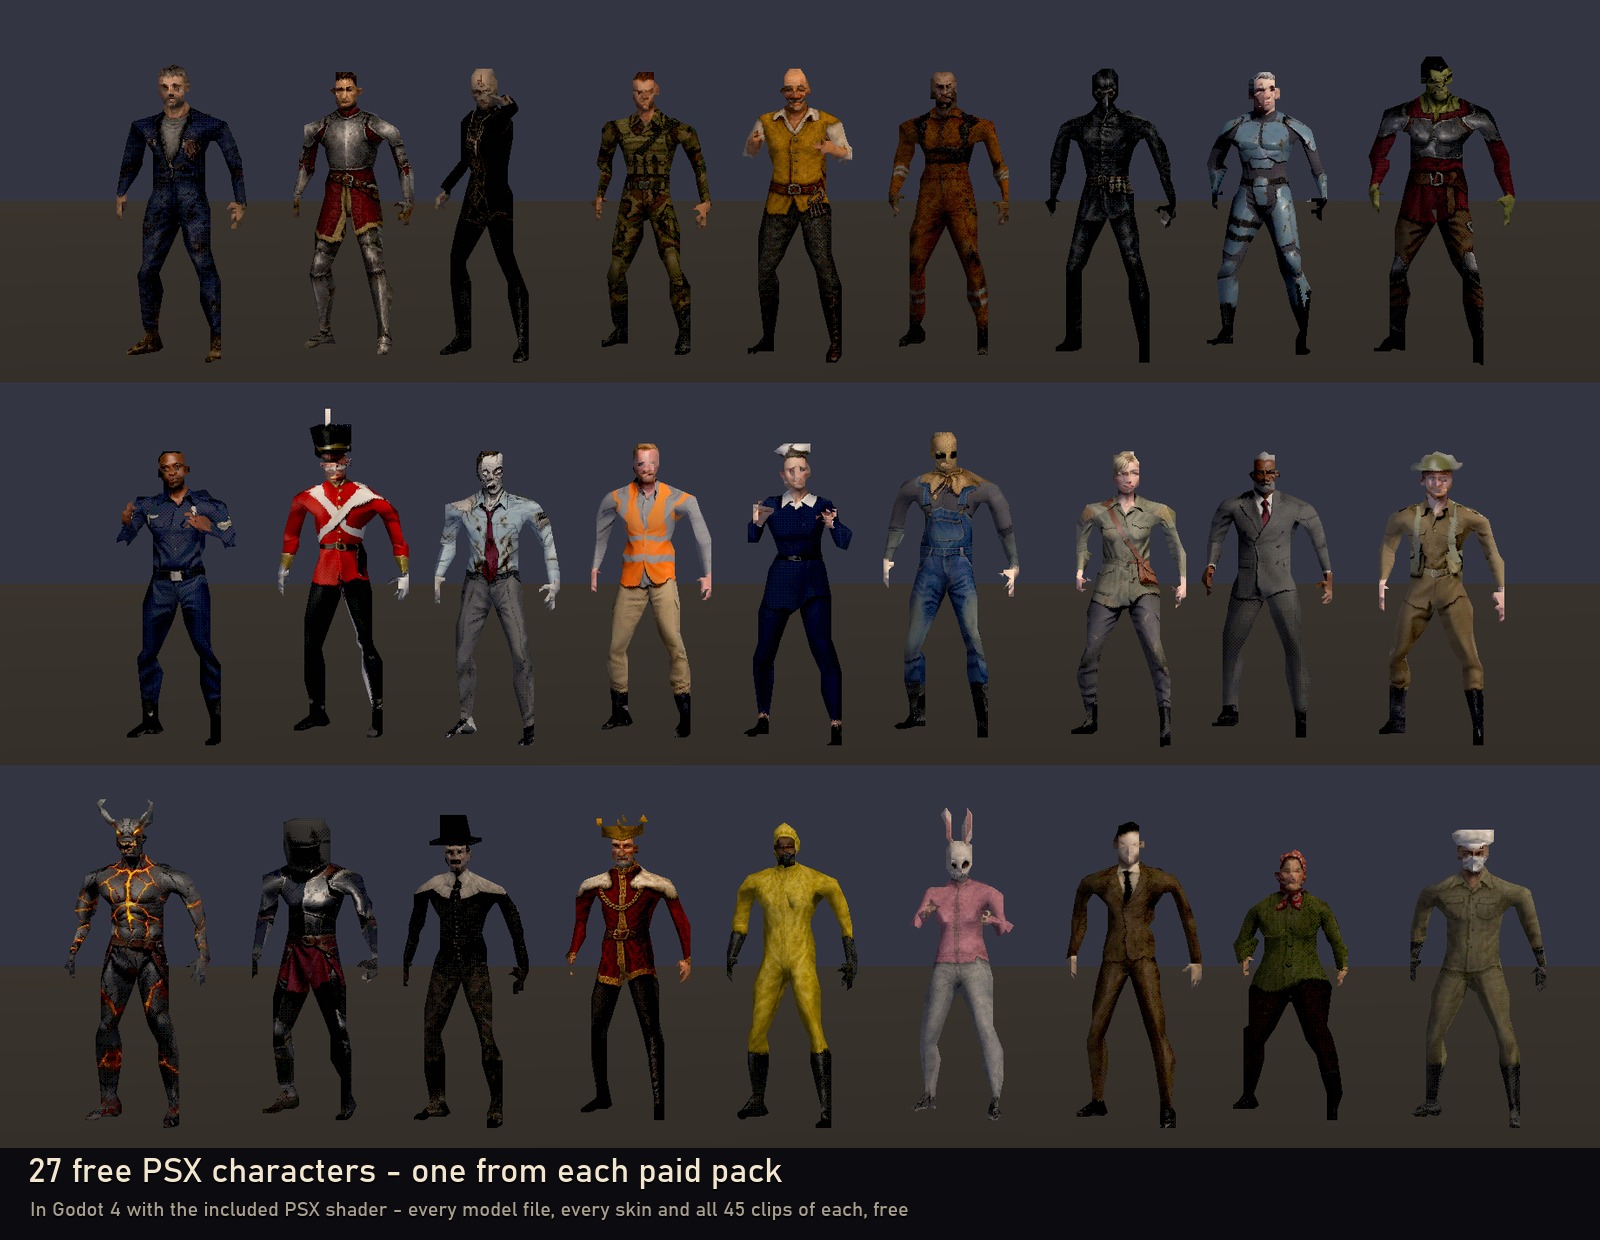 27 free PSX characters - one from each paid pack
In Godot 4 with the included PSX shader - every model file, every skin and all 45 clips of each, free